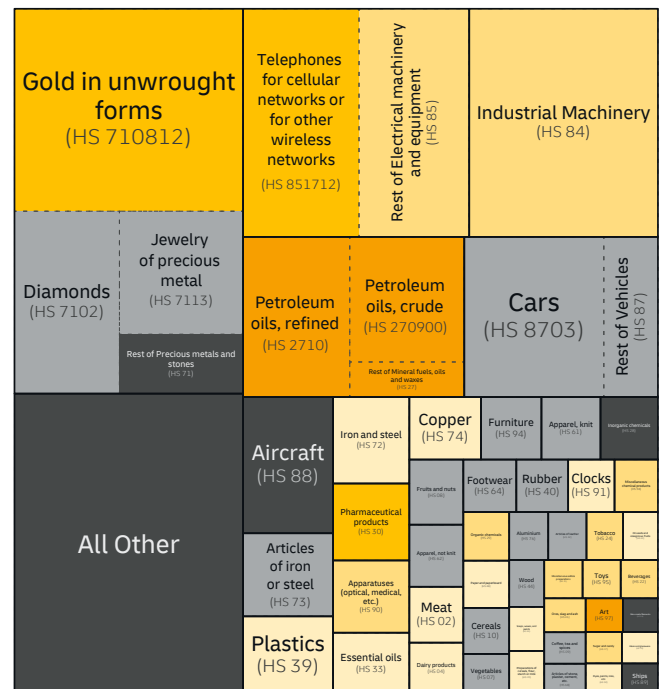 Gold in unwrought
forms
(HS 710812)
Telephones
for cellular
networks or
for other
wireless
networks
(HS 851712)
Rest of Electrical machinery
and equipment
(HS 85)
Industrial Machinery
(HS 84)
Diamonds
(HS 7102)
Jewelry
of precious
metal
(HS 7113)
Rest of Precious metals and
stones
(HS 71)
Petroleum
oils, refined
(HS 2710)
Petroleum
oils, crude
(HS 270900)
Rest of Mineral fuels, oils
and waxes
(HS 27)
Cars
(HS 8703)
Rest of Vehicles
(HS 87)
All Other
Aircraft
(HS 88)
Articles
of iron
or steel
(HS 73)
Plastics
(HS 39)
Iron and steel
(HS 72)
Pharmaceutical
products
(HS 30)
Apparatuses
(optical, medical,
etc.)
(HS 90)
Essential oils
(HS 33)
Copper
(HS 74)
Fruits and nuts
(HS 08)
Apparel, not knit
(HS 62)
Meat
(HS 02)
Dairy products
(HS 04)
Furniture
(HS 94)
Apparel, knit
(HS 61)
Inorganic chemicals
(HS 28)
Footwear
(HS 64)
Rubber
(HS 40)
Clocks
(HS 91)
Miscellaneous
chemical products
Organic chemicals
Aluminium
Tobacco
(HS 24)
Wood
(HS 44)
Toys
(HS 95)
Beverages
(HS 22)
Cereals
(HS 10)
Art
(HS 97)
Coffee, tea and
spices
Vegetables
(HS 07)
Ships
(HS 89)